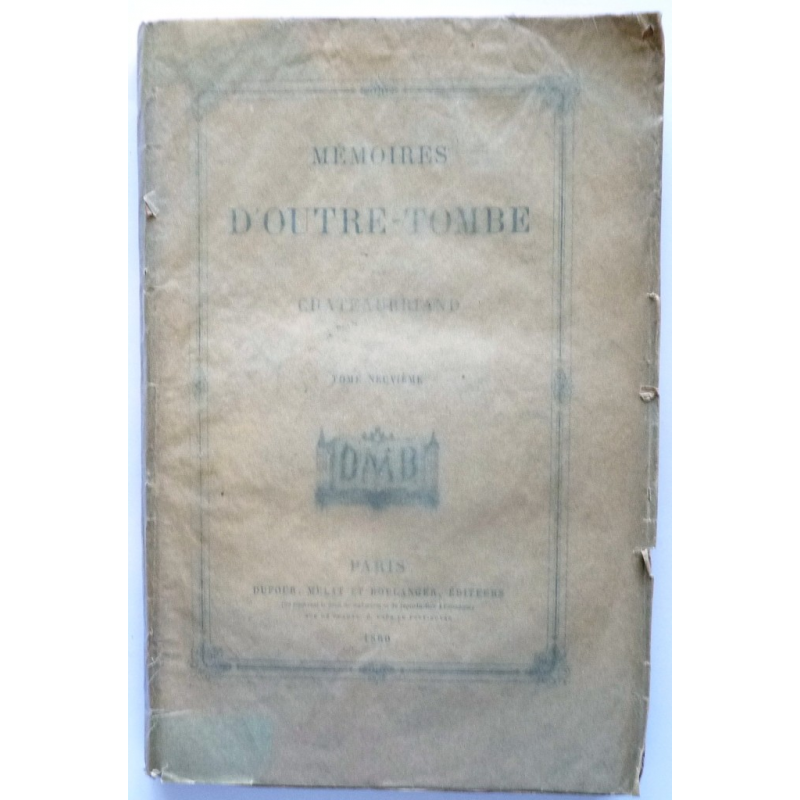 MÉMOIRES
D'OUTRE-TOMBE
CHATEAUBRIAND
TOME NEUVIÈME
DMB
PARIS
DUFOUR, MULAT ET BOULANGER, ÉDITEURS
1860